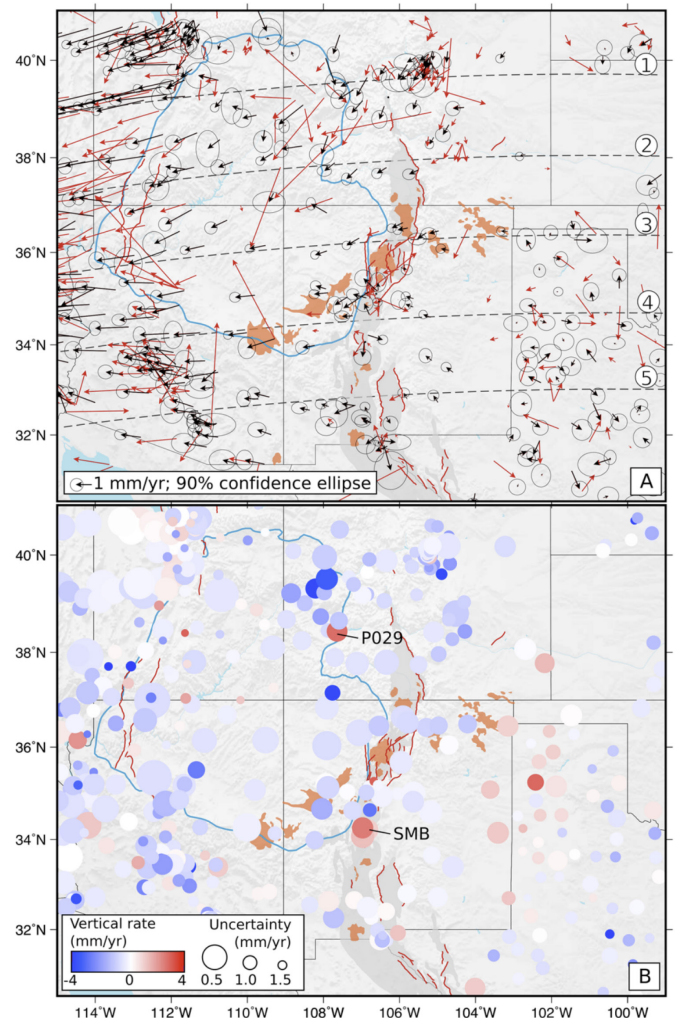 40°N
38°N
36°N
34°N
32°N
1
2
3
4
5
1 mm/yr; 90% confidence ellipse
A
40°N
38°N
36°N
34°N
32°N
P029
SMB
Vertical rate
(mm/yr)
-4 0 4
Uncertainty
(mm/yr)
0.5 1.0 1.5
B
114°W 112°W 110°W 108°W 106°W 104°W 102°W 100°W